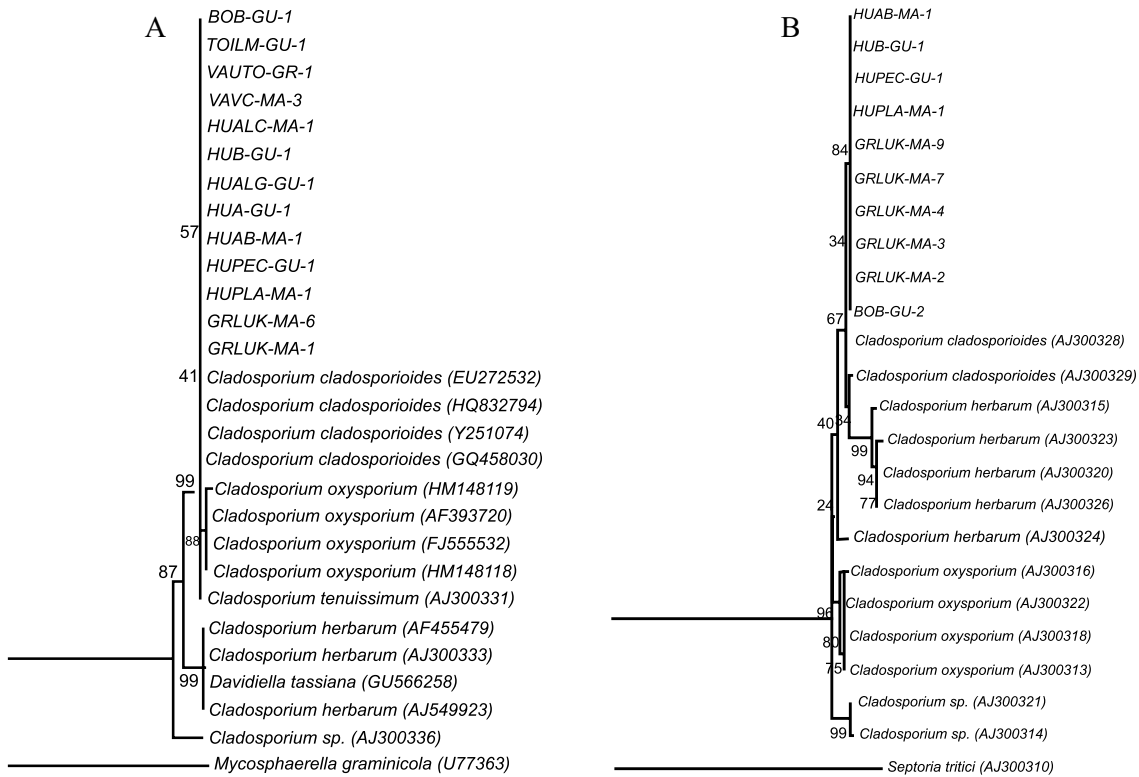 A
BOB-GU-1
TOILM-GU-1
VAUTO-GR-1
VAVC-MA-3
HUALC-MA-1
HUB-GU-1
HUALG-GU-1
HUA-GU-1
57
HUAB-MA-1
HUPEC-GU-1
HUPLA-MA-1
GRLUK-MA-6
GRLUK-MA-1
41
Cladosporium cladosporioides (EU272532)
Cladosporium cladosporioides (HQ832794)
Cladosporium cladosporioides (Y251074)
Cladosporium cladosporioides (GQ458030)
99
Cladosporium oxysporium (HM148119)
Cladosporium oxysporium (AF393720)
88
Cladosporium oxysporium (FJ555532)
87
Cladosporium oxysporium (HM148118)
Cladosporium tenuissimum (AJ300331)
Cladosporium herbarum (AF455479)
Cladosporium herbarum (AJ300333)
99
Davidiella tassiana (GU566258)
Cladosporium herbarum (AJ549923)
Cladosporium sp. (AJ300336)
Mycosphaerella graminicola (U77363)
B
HUAB-MA-1
HUB-GU-1
HUPEC-GU-1
HUPLA-MA-1
84
GRLUK-MA-9
GRLUK-MA-7
GRLUK-MA-4
34
GRLUK-MA-3
GRLUK-MA-2
BOB-GU-2
67
Cladosporium cladosporioides (AJ300328)
Cladosporium cladosporioides (AJ300329)
Cladosporium herbarum (AJ300315)
40
34
Cladosporium herbarum (AJ300323)
99
Cladosporium herbarum (AJ300320)
94
Cladosporium herbarum (AJ300326)
77
24
Cladosporium herbarum (AJ300324)
Cladosporium oxysporium (AJ300316)
Cladosporium oxysporium (AJ300322)
96
Cladosporium oxysporium (AJ300318)
80
Cladosporium oxysporium (AJ300313)
75
Cladosporium sp. (AJ300321)
99
Cladosporium sp. (AJ300314)
Septoria tritici (AJ300310)